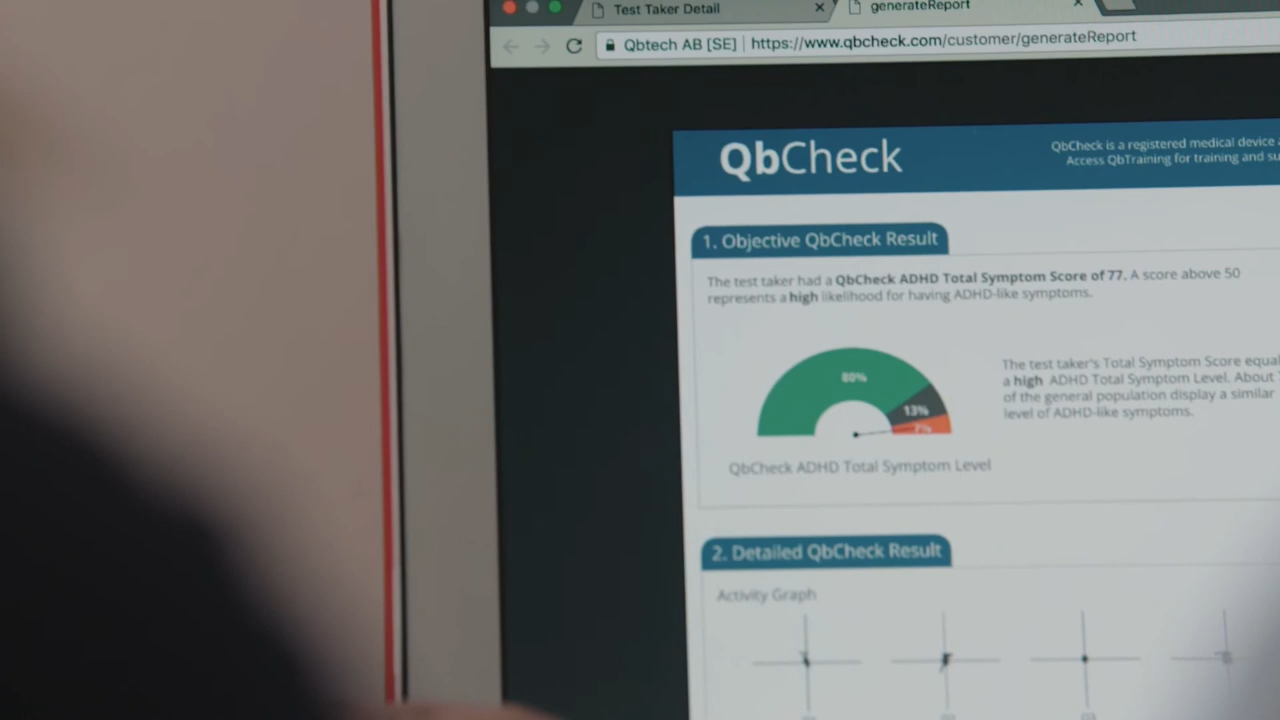 Test Taker Detail
generateReport
Qbtech AB [SE] | https://www.qbcheck.com/customer/generateReport
QbCheck
QbCheck is a registered medical device
Access QbTraining for training and
1. Objective QbCheck Result
The test taker had a QbCheck ADHD Total Symptom Score of 77. A score above 50
represents a high likelihood for having ADHD-like symptoms.
80%
13%
7%
The test taker's Total Symptom Score
a high ADHD Total Symptom Level. About
of the general population display a similar
level of ADHD-like symptoms.
QbCheck ADHD Total Symptom Level
2. Detailed QbCheck Result
Activity Graph